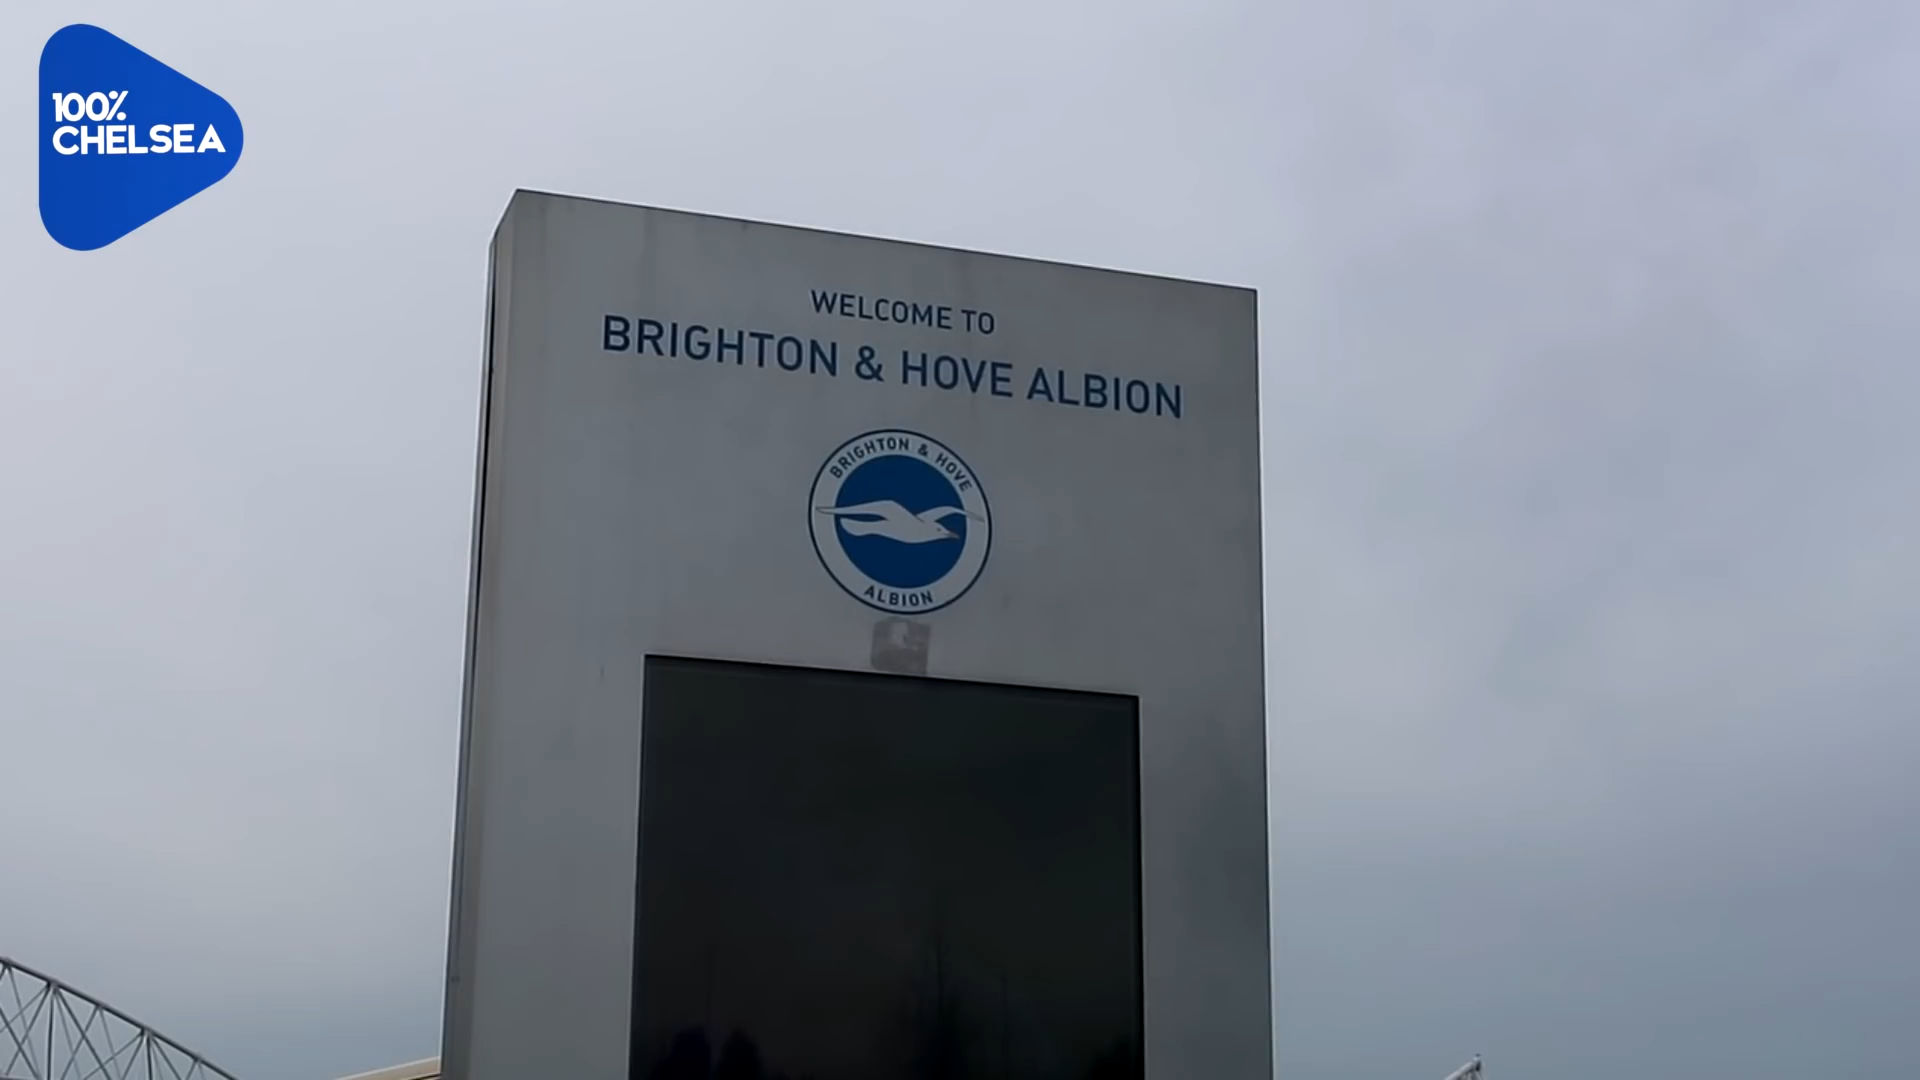 100%
CHELSEA
WELCOME TO
BRIGHTON & HOVE ALBION
BRIGHTON & HOVE
ALBION